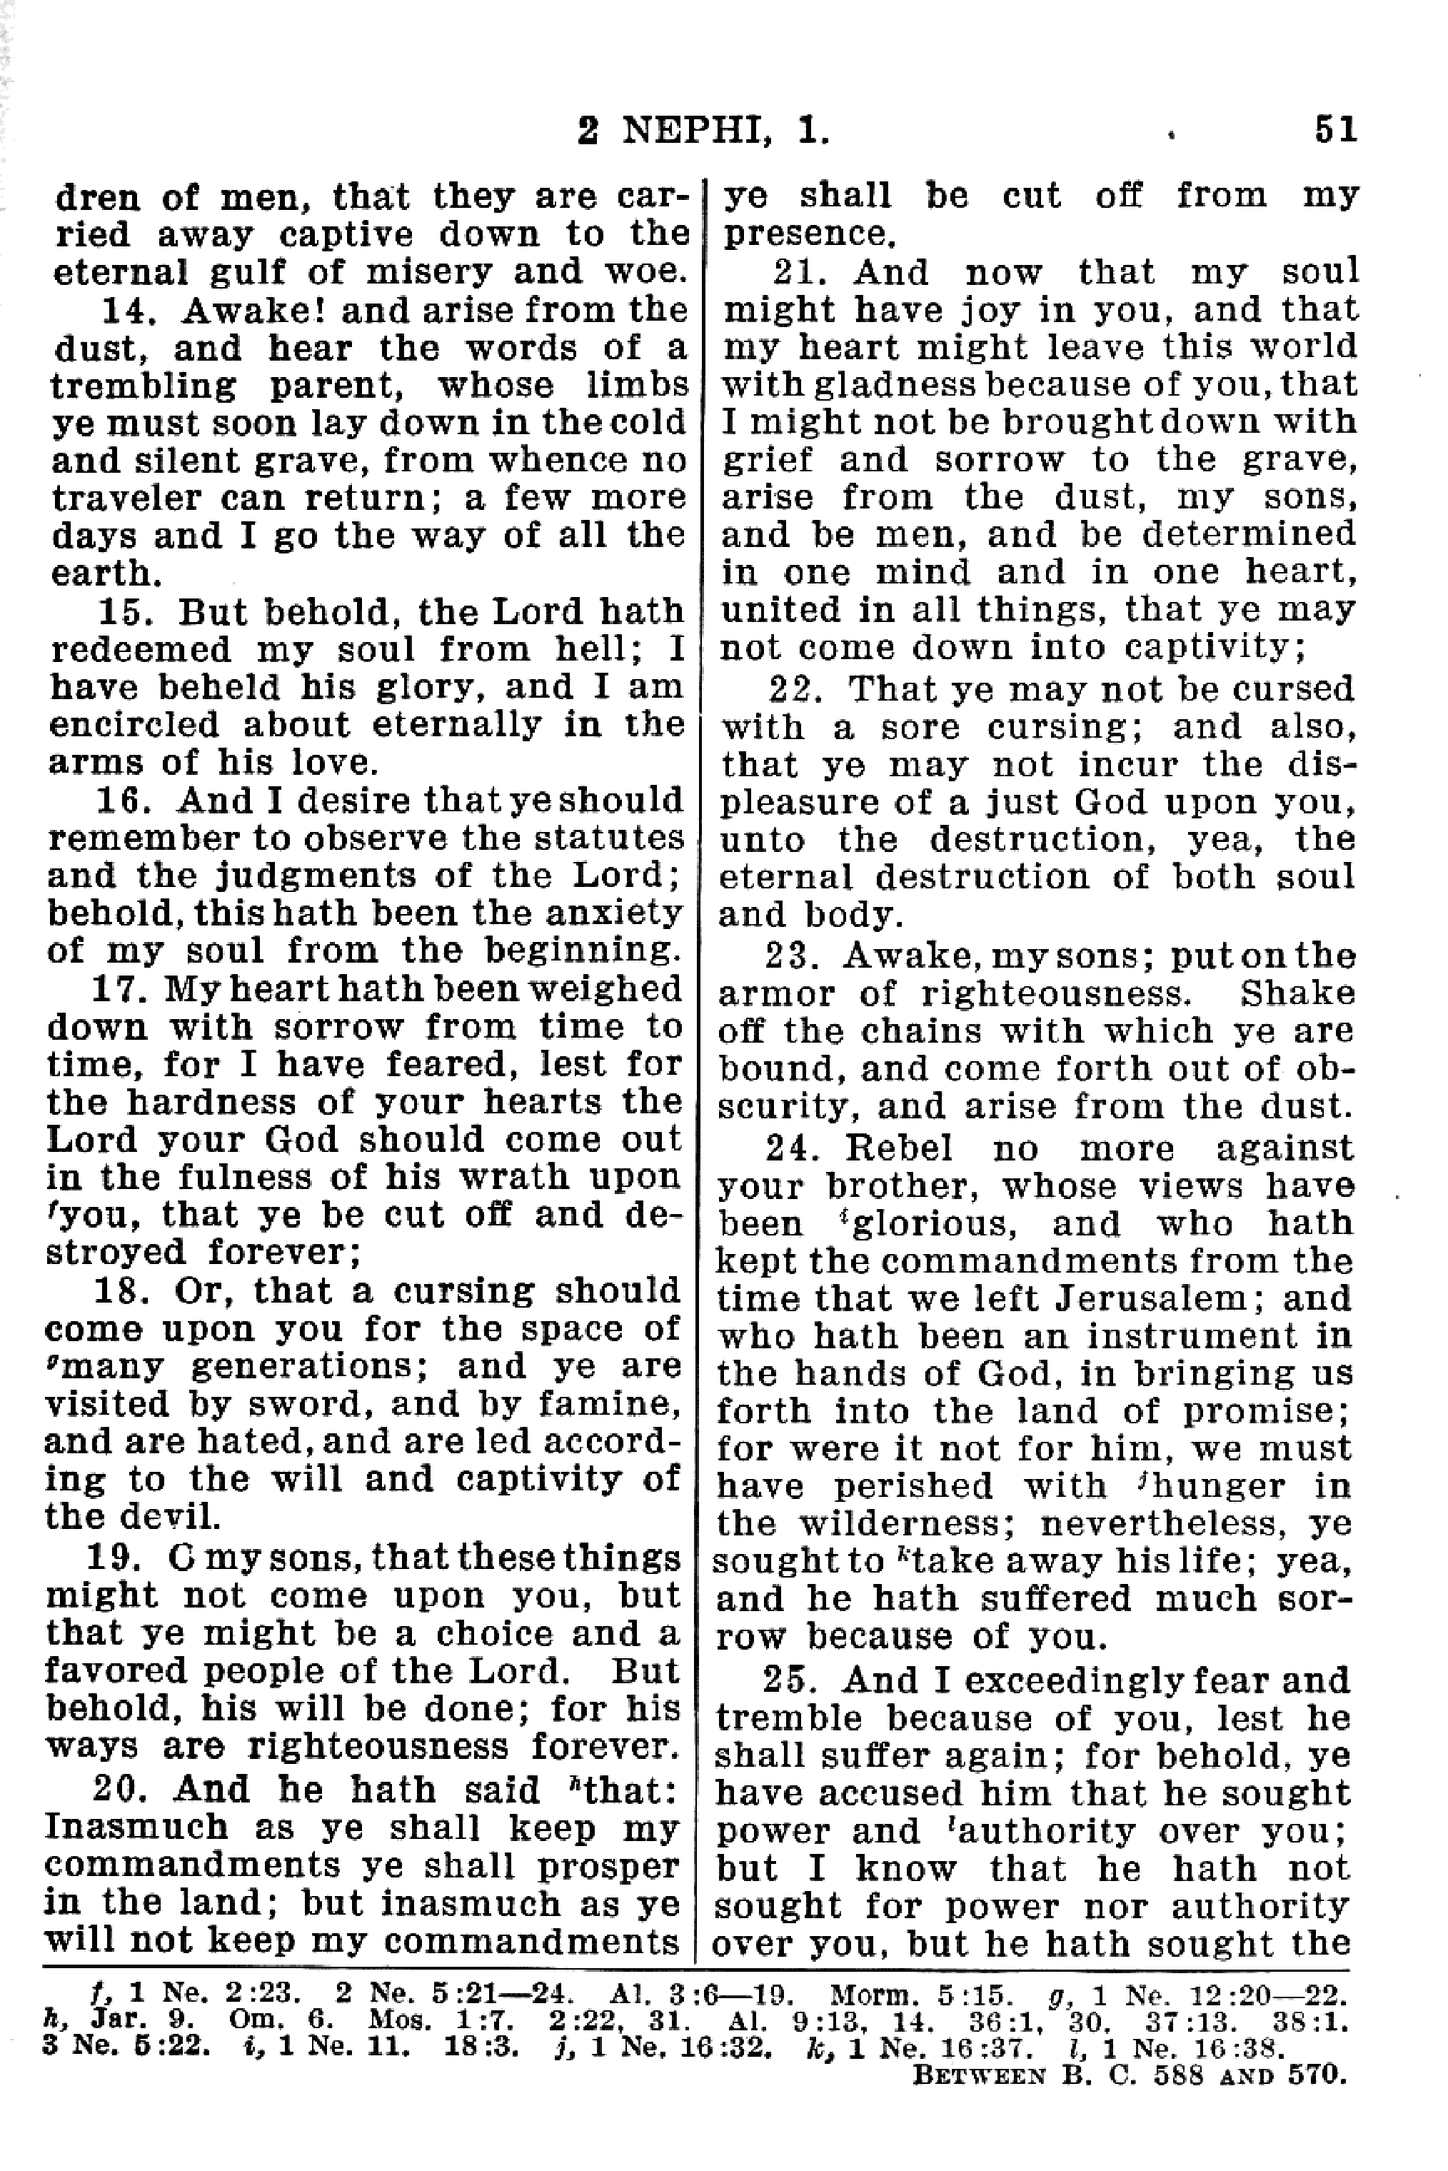 2 NEPHI, 1. 51
dren of men, that they are car-
ried away captive down to the
eternal gulf of misery and woe.
14. Awake! and arise from the
dust, and hear the words of a
trembling parent, whose limbs
ye must soon lay down in the cold
and silent grave, from whence no
traveler can return; a few more
days and I go the way of all the
earth.
15. But behold, the Lord hath
redeemed my soul from hell; I
have beheld his glory, and I am
encircled about eternally in the
arms of his love.
16. And I desire that ye should
remember to observe the statutes
and the judgments of the Lord;
behold, this hath been the anxiety
of my soul from the beginning.
17. My heart hath been weighed
down with sorrow from time to
time, for I have feared, lest for
the hardness of your hearts the
Lord your God should come out
in the fulness of his wrath upon
fyou, that ye be cut off and de-
stroyed forever;
18. Or, that a cursing should
come upon you for the space of
gmany generations; and ye are
visited by sword, and by famine,
and are hated, and are led accord-
ing to the will and captivity of
the devil.
19. O my sons, that these things
might not come upon you, but
that ye might be a choice and a
favored people of the Lord. But
behold, his will be done; for his
ways are righteousness forever.
20. And he hath said hthat:
Inasmuch as ye shall keep my
commandments ye shall prosper
in the land; but inasmuch as ye
will not keep my commandments
ye shall be cut off from my
presence.
21. And now that my soul
might have joy in you, and that
my heart might leave this world
with gladness because of you, that
I might not be brought down with
grief and sorrow to the grave,
arise from the dust, my sons,
and be men, and be determined
in one mind and in one heart,
united in all things, that ye may
not come down into captivity;
22. That ye may not be cursed
with a sore cursing; and also,
that ye may not incur the dis-
pleasure of a just God upon you,
unto the destruction, yea, the
eternal destruction of both soul
and body.
23. Awake, my sons; put on the
armor of righteousness. Shake
off the chains with which ye are
bound, and come forth out of ob-
scurity, and arise from the dust.
24. Rebel no more against
your brother, whose views have
been iglorious, and who hath
kept the commandments from the
time that we left Jerusalem; and
who hath been an instrument in
the hands of God, in bringing us
forth into the land of promise;
for were it not for him, we must
have perished with jhunger in
the wilderness; nevertheless, ye
sought to ktake away his life; yea,
and he hath suffered much sor-
row because of you.
25. And I exceedingly fear and
tremble because of you, lest he
shall suffer again; for behold, ye
have accused him that he sought
power and lauthority over you;
but I know that he hath not
sought for power nor authority
over you, but he hath sought the
f, 1 Ne. 2:23. 2 Ne. 5:21—24. Al. 3:6—19. Morm. 5:15. g, 1 Ne. 12:20—22.
h, Jar. 9. Om. 6. Mos. 1:7. 2:22, 31. Al. 9:13, 14. 36:1, 30. 37:13. 38:1.
3 Ne. 5:22. i, 1 Ne. 11. 18:3. j, 1 Ne. 16:32. k, 1 Ne. 16:37. l, 1 Ne. 16:38.
BETWEEN B. C. 588 AND 570.